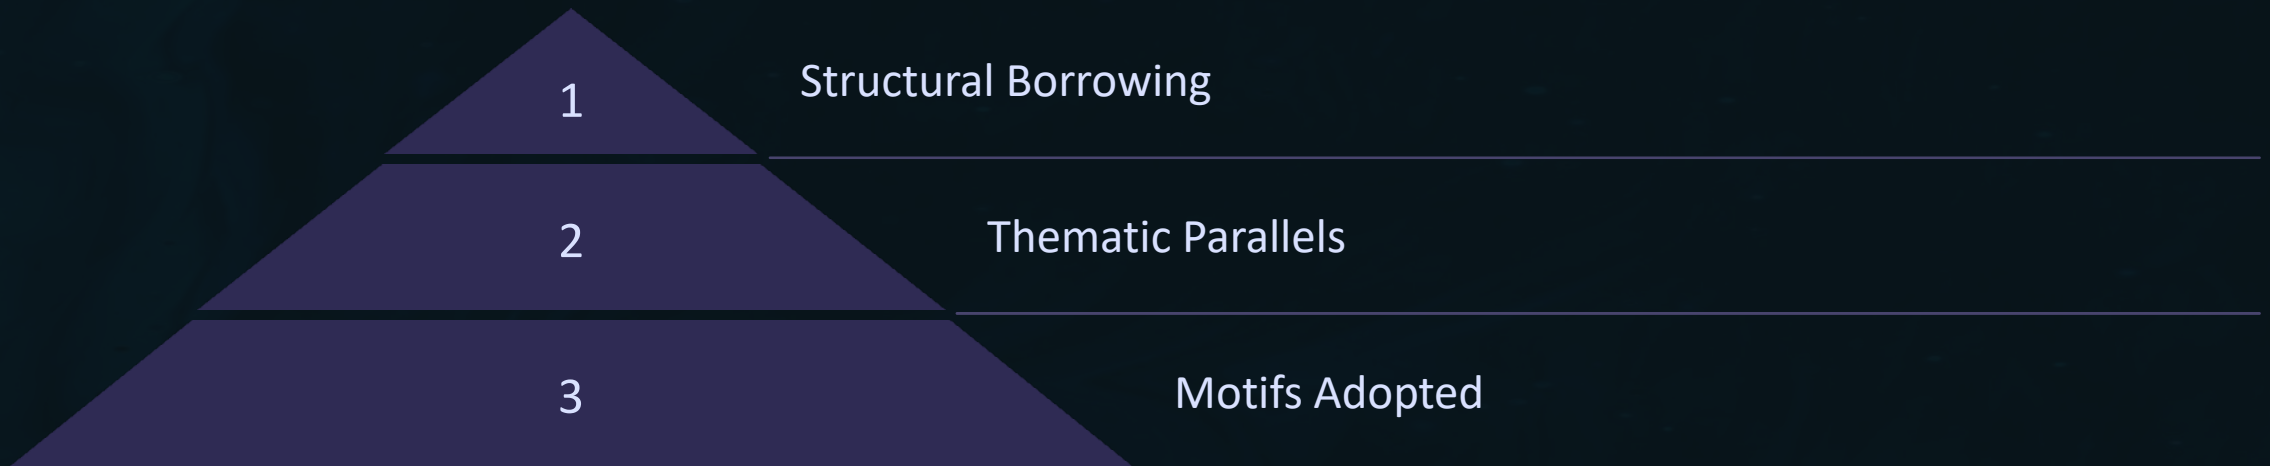 1
Structural Borrowing
2
Thematic Parallels
3
Motifs Adopted